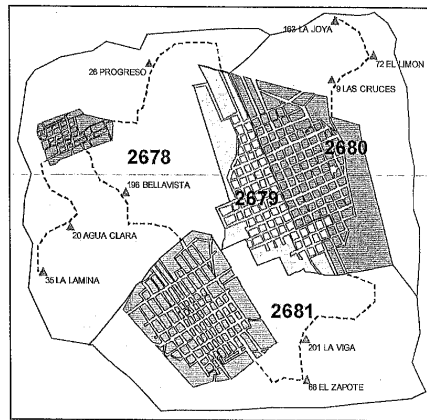 163 LA JOYA
72 EL LIMON
26 PROGRESO
9 LAS CRUCES
2678
2680
196 BELLAVISTA
2679
20 AGUA CLARA
35 LA LAMINA
2681
201 LA VIGA
68 EL ZAPOTE